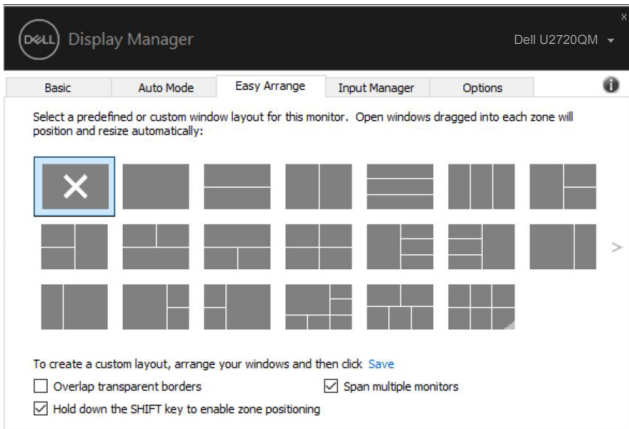 x
DELL Display Manager
Dell U2720QM
Basic Auto Mode Easy Arrange Input Manager Options
Select a predefined or custom window layout for this monitor. Open windows dragged into each zone will
position and resize automatically:
>
To create a custom layout, arrange your windows and then click Save
Overlap transparent borders
Span multiple monitors
Hold down the SHIFT key to enable zone positioning